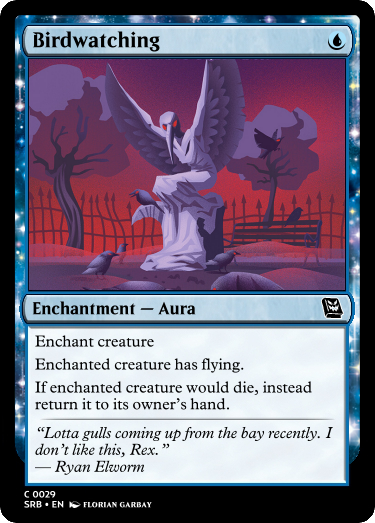 Birdwatching
Enchantment — Aura
Enchant creature
Enchanted creature has flying.
If enchanted creature would die, instead
return it to its owner's hand.
“Lotta gulls coming up from the bay recently. I
don't like this, Rex.”
— Ryan Elworm
C 0029
SRB • EN FLORIAN GARBAY